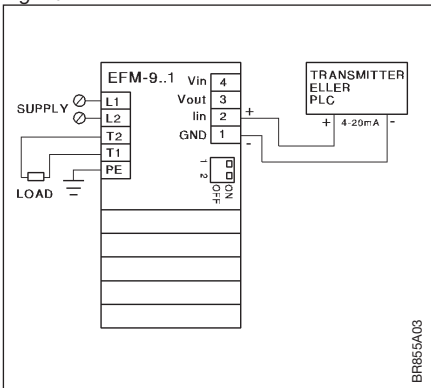 EFM-9..1
Vin 4
Vout 3
Iin 2
GND 1
SUPPLY
L1
L2
T2
T1
PE
LOAD
+
-
1
2
ON
OFF
TRANSMITTER
ELLER
PLC
+ 4-20mA -
BR855A03